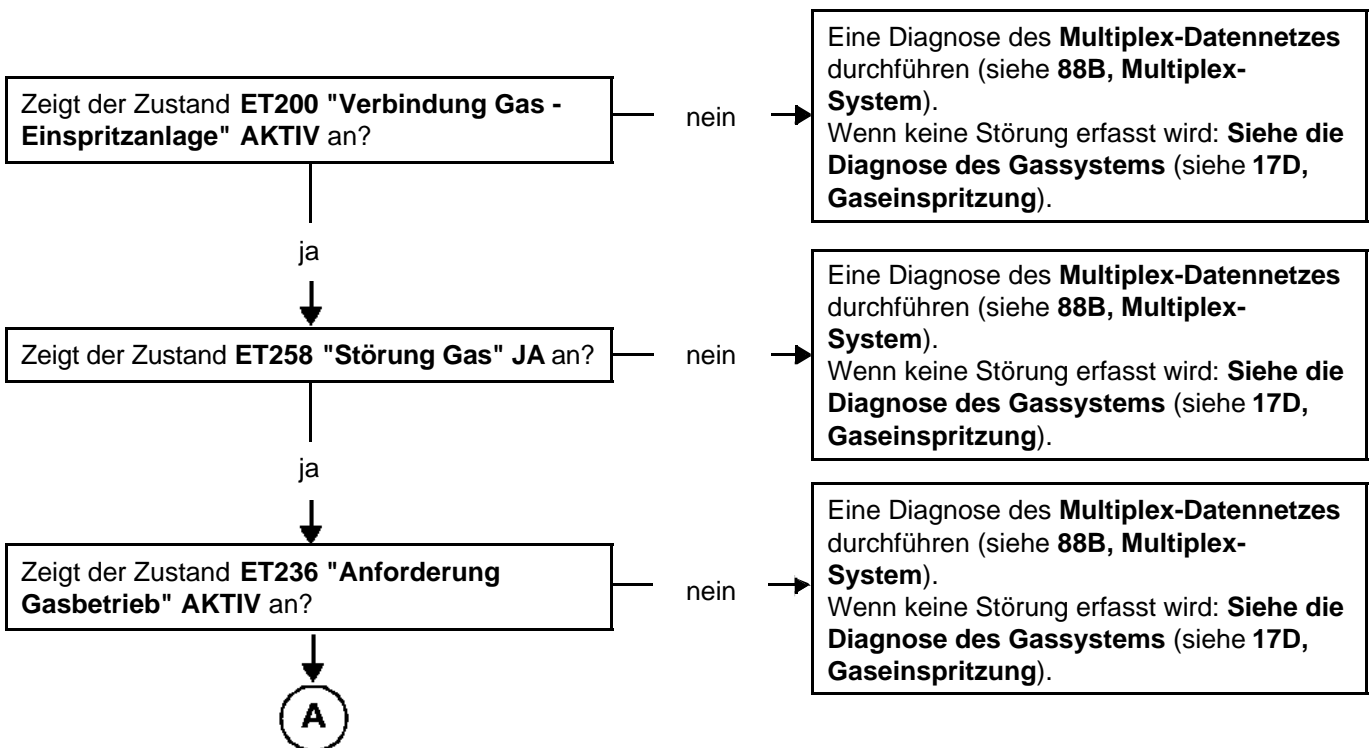 Zeigt der Zustand ET200 "Verbindung Gas -
Einspritzanlage" AKTIV an?
nein
Eine Diagnose des Multiplex-Datennetzes
durchführen (siehe 88B, Multiplex-
System).
Wenn keine Störung erfasst wird: Siehe die
Diagnose des Gassystems (siehe 17D,
Gaseinspritzung).
ja
Zeigt der Zustand ET258 "Störung Gas" JA an?
nein
Eine Diagnose des Multiplex-Datennetzes
durchführen (siehe 88B, Multiplex-
System).
Wenn keine Störung erfasst wird: Siehe die
Diagnose des Gassystems (siehe 17D,
Gaseinspritzung).
ja
Zeigt der Zustand ET236 "Anforderung
Gasbetrieb" AKTIV an?
nein
Eine Diagnose des Multiplex-Datennetzes
durchführen (siehe 88B, Multiplex-
System).
Wenn keine Störung erfasst wird: Siehe die
Diagnose des Gassystems (siehe 17D,
Gaseinspritzung).
A